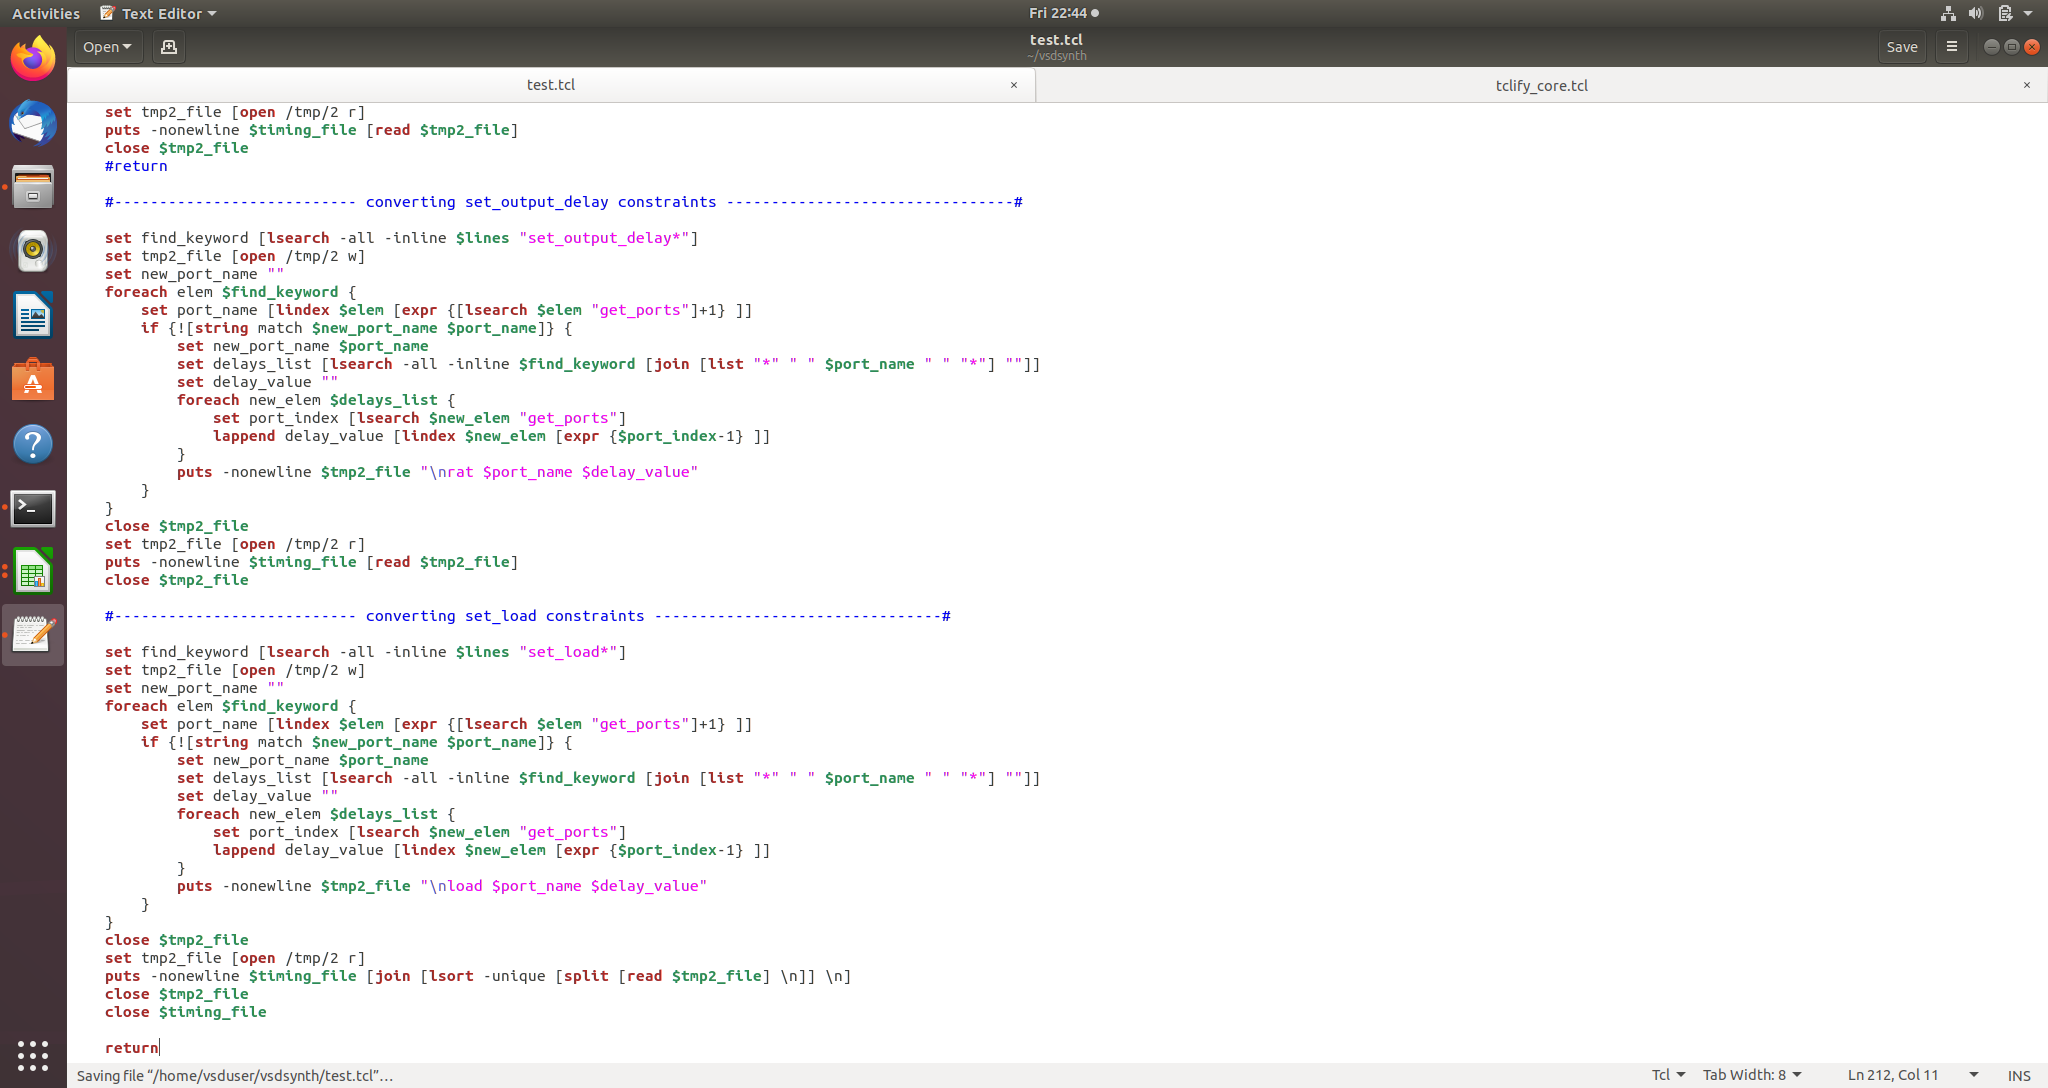 Activities Text Editor Fri 22:44
Open test.tcl Save
~/vsdsynth
test.tcl × tclify_core.tcl ×
set tmp2_file [open /tmp/2 r]
puts -nonewline $timing_file [read $tmp2_file]
close $tmp2_file
#return
#--------------------------- converting set_output_delay constraints --------------------------------#
set find_keyword [lsearch -all -inline $lines "set_output_delay*"]
set tmp2_file [open /tmp/2 w]
set new_port_name ""
foreach elem $find_keyword {
    set port_name [lindex $elem [expr {[lsearch $elem "get_ports"]+1} ]]
    if {![string match $new_port_name $port_name]} {
        set new_port_name $port_name
        set delays_list [lsearch -all -inline $find_keyword [join [list "*" " " $port_name " " "*"] ""]]
        set delay_value ""
        foreach new_elem $delays_list {
            set port_index [lsearch $new_elem "get_ports"]
            lappend delay_value [lindex $new_elem [expr {$port_index-1} ]]
        }
        puts -nonewline $tmp2_file "\nrat $port_name $delay_value"
    }
}
close $tmp2_file
set tmp2_file [open /tmp/2 r]
puts -nonewline $timing_file [read $tmp2_file]
close $tmp2_file
#--------------------------- converting set_load constraints --------------------------------#
set find_keyword [lsearch -all -inline $lines "set_load*"]
set tmp2_file [open /tmp/2 w]
set new_port_name ""
foreach elem $find_keyword {
    set port_name [lindex $elem [expr {[lsearch $elem "get_ports"]+1} ]]
    if {![string match $new_port_name $port_name]} {
        set new_port_name $port_name
        set delays_list [lsearch -all -inline $find_keyword [join [list "*" " " $port_name " " "*"] ""]]
        set delay_value ""
        foreach new_elem $delays_list {
            set port_index [lsearch $new_elem "get_ports"]
            lappend delay_value [lindex $new_elem [expr {$port_index-1} ]]
        }
        puts -nonewline $tmp2_file "\nload $port_name $delay_value"
    }
}
close $tmp2_file
set tmp2_file [open /tmp/2 r]
puts -nonewline $timing_file [join [lsort -unique [split [read $tmp2_file] \n]] \n]
close $tmp2_file
close $timing_file
return
Saving file “/home/vsduser/vsdsynth/test.tcl”… Tcl Tab Width: 8 Ln 212, Col 11 INS